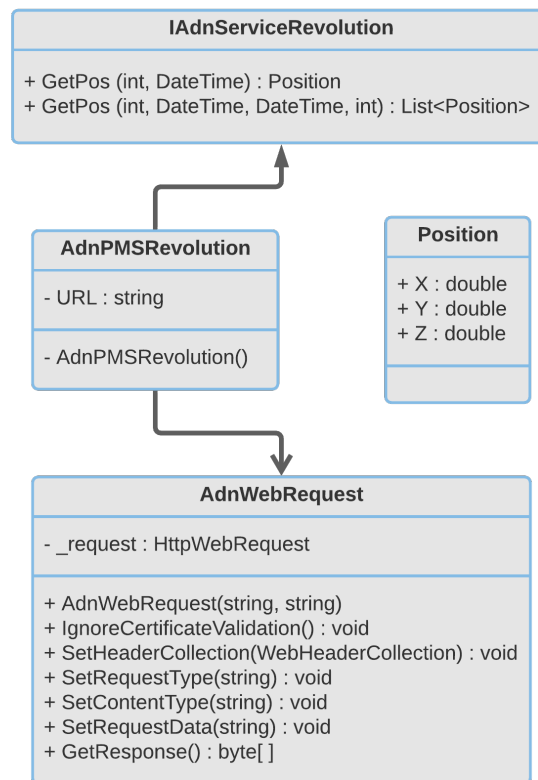 IAdnServiceRevolution
+ GetPos (int, DateTime) : Position
+ GetPos (int, DateTime, DateTime, int) : List<Position>
AdnPMSRevolution
- URL : string
- AdnPMSRevolution()
Position
+ X : double
+ Y : double
+ Z : double
AdnWebRequest
- _request : HttpWebRequest
+ AdnWebRequest(string, string)
+ IgnoreCertificateValidation() : void
+ SetHeaderCollection(WebHeaderCollection) : void
+ SetRequestType(string) : void
+ SetContentType(string) : void
+ SetRequestData(string) : void
+ GetResponse() : byte[ ]